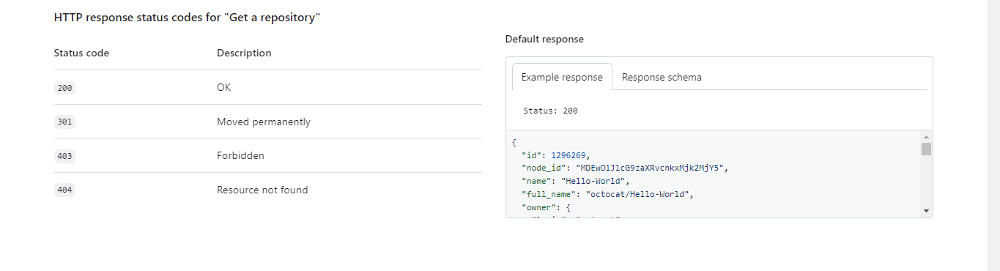 HTTP response status codes for "Get a repository"
Status code Description
200 OK
301 Moved permanently
403 Forbidden
404 Resource not found
Default response
Example response Response schema
Status: 200
{
"id": 1296269,
"node_id": "MDEwOlJlcG9zaXRvcnkxMjk2MjY5",
"name": "Hello-World",
"full_name": "octocat/Hello-World",
"owner": {